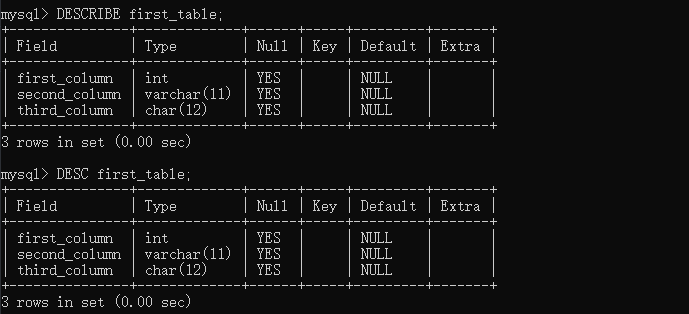 mysql> DESCRIBE first_table;
+---------------+-------------+------+-----+---------+-------+
| Field         | Type        | Null | Key | Default | Extra |
+---------------+-------------+------+-----+---------+-------+
| first_column  | int         | YES  |     | NULL    |       |
| second_column | varchar(11) | YES  |     | NULL    |       |
| third_column  | char(12)    | YES  |     | NULL    |       |
+---------------+-------------+------+-----+---------+-------+
3 rows in set (0.00 sec)
mysql> DESC first_table;
+---------------+-------------+------+-----+---------+-------+
| Field         | Type        | Null | Key | Default | Extra |
+---------------+-------------+------+-----+---------+-------+
| first_column  | int         | YES  |     | NULL    |       |
| second_column | varchar(11) | YES  |     | NULL    |       |
| third_column  | char(12)    | YES  |     | NULL    |       |
+---------------+-------------+------+-----+---------+-------+
3 rows in set (0.00 sec)